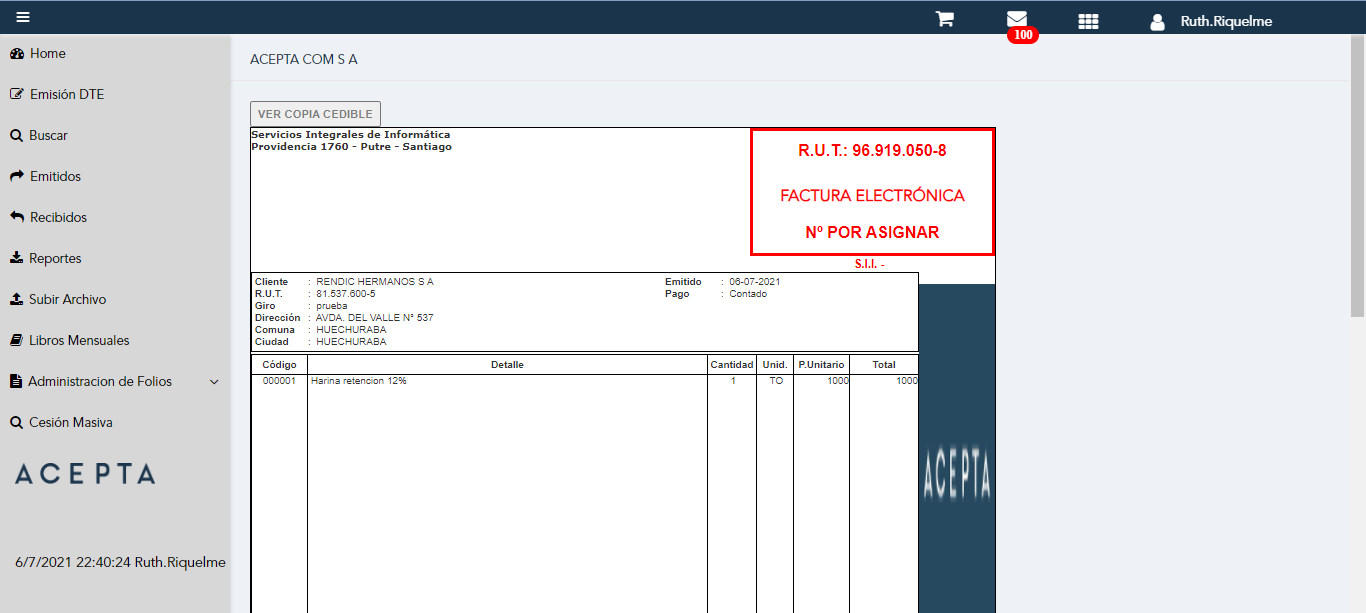 Ruth.Riquelme
100
Home
Emisión DTE
Buscar
Emitidos
Recibidos
Reportes
Subir Archivo
Libros Mensuales
Administracion de Folios
Cesión Masiva
ACEPTA
6/7/2021 22:40:24 Ruth.Riquelme
ACEPTA COM S A
VER COPIA CEDIBLE
Servicios Integrales de Informática
Providencia 1760 - Putre - Santiago
R.U.T.: 96.919.050-8
FACTURA ELECTRÓNICA
Nº POR ASIGNAR
S.I.I. -
Cliente : RENDIC HERMANOS S A Emitido : 06-07-2021
R.U.T. : 81.537.600-5 Pago : Contado
Giro : prueba
Dirección : AVDA. DEL VALLE N° 537
Comuna : HUECHURABA
Ciudad : HUECHURABA
Código Detalle Cantidad Unid. P.Unitario Total
000001 Harina retencion 12% 1 TO 1000 1000
ACEPTA